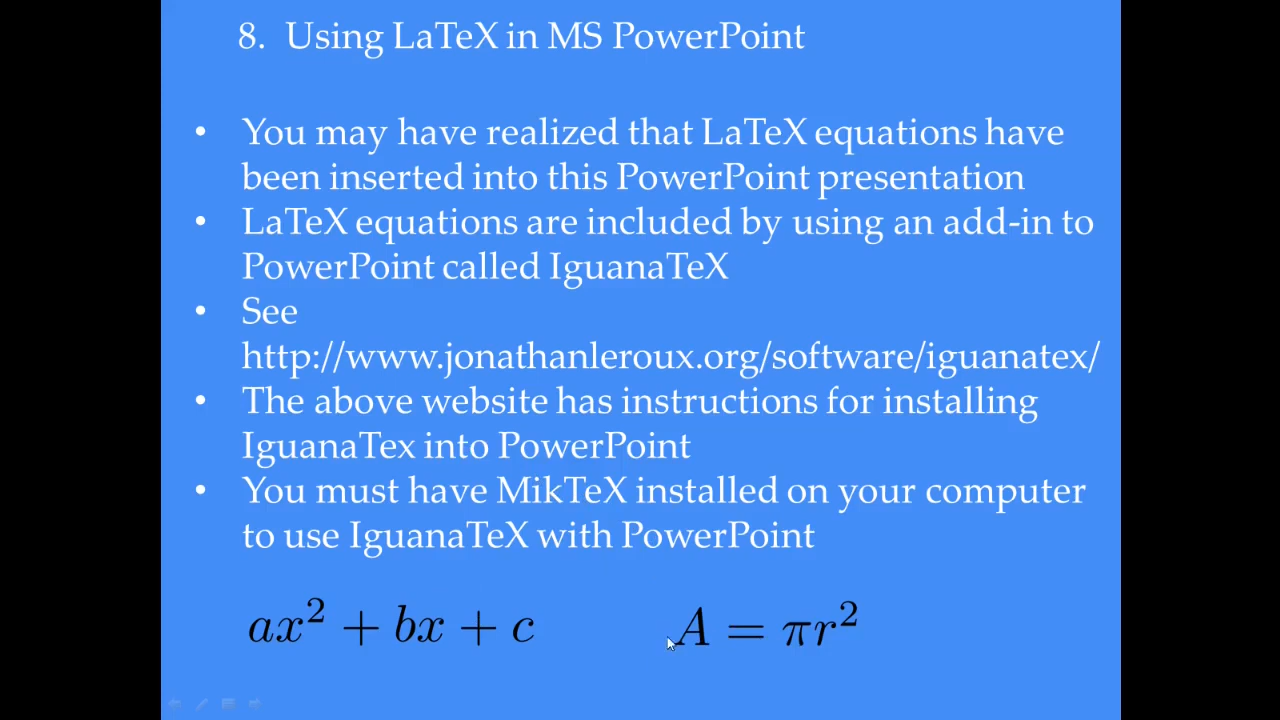 8. Using LaTeX in MS PowerPoint
• You may have realized that LaTeX equations have
been inserted into this PowerPoint presentation
• LaTeX equations are included by using an add-in to
PowerPoint called IguanaTeX
• See
http://www.jonathanleroux.org/software/iguanatex/
• The above website has instructions for installing
IguanaTex into PowerPoint
• You must have MikTeX installed on your computer
to use IguanaTeX with PowerPoint
ax² + bx + c A = πr²